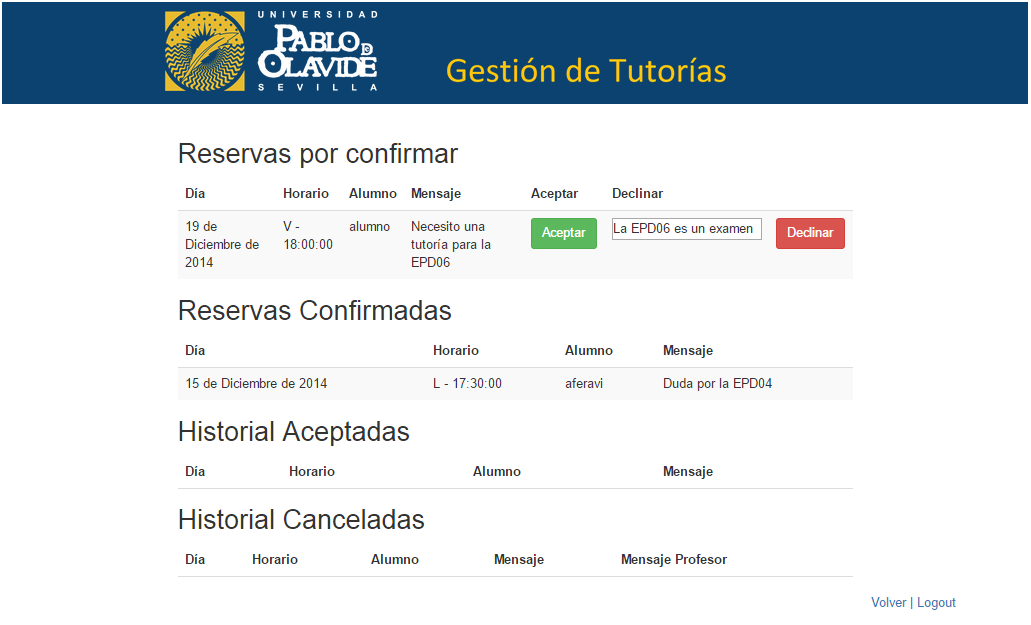 UNIVERSIDAD
PABLO DE
OLAVIDE
SEVILLA
Gestión de Tutorías
Reservas por confirmar
Día Horario Alumno Mensaje Aceptar Declinar
19 de Diciembre de 2014 V - 18:00:00 alumno Necesito una tutoría para la EPD06 Aceptar La EPD06 es un examen Declinar
Reservas Confirmadas
Día Horario Alumno Mensaje
15 de Diciembre de 2014 L - 17:30:00 aferavi Duda por la EPD04
Historial Aceptadas
Día Horario Alumno Mensaje
Historial Canceladas
Día Horario Alumno Mensaje Mensaje Profesor
Volver | Logout